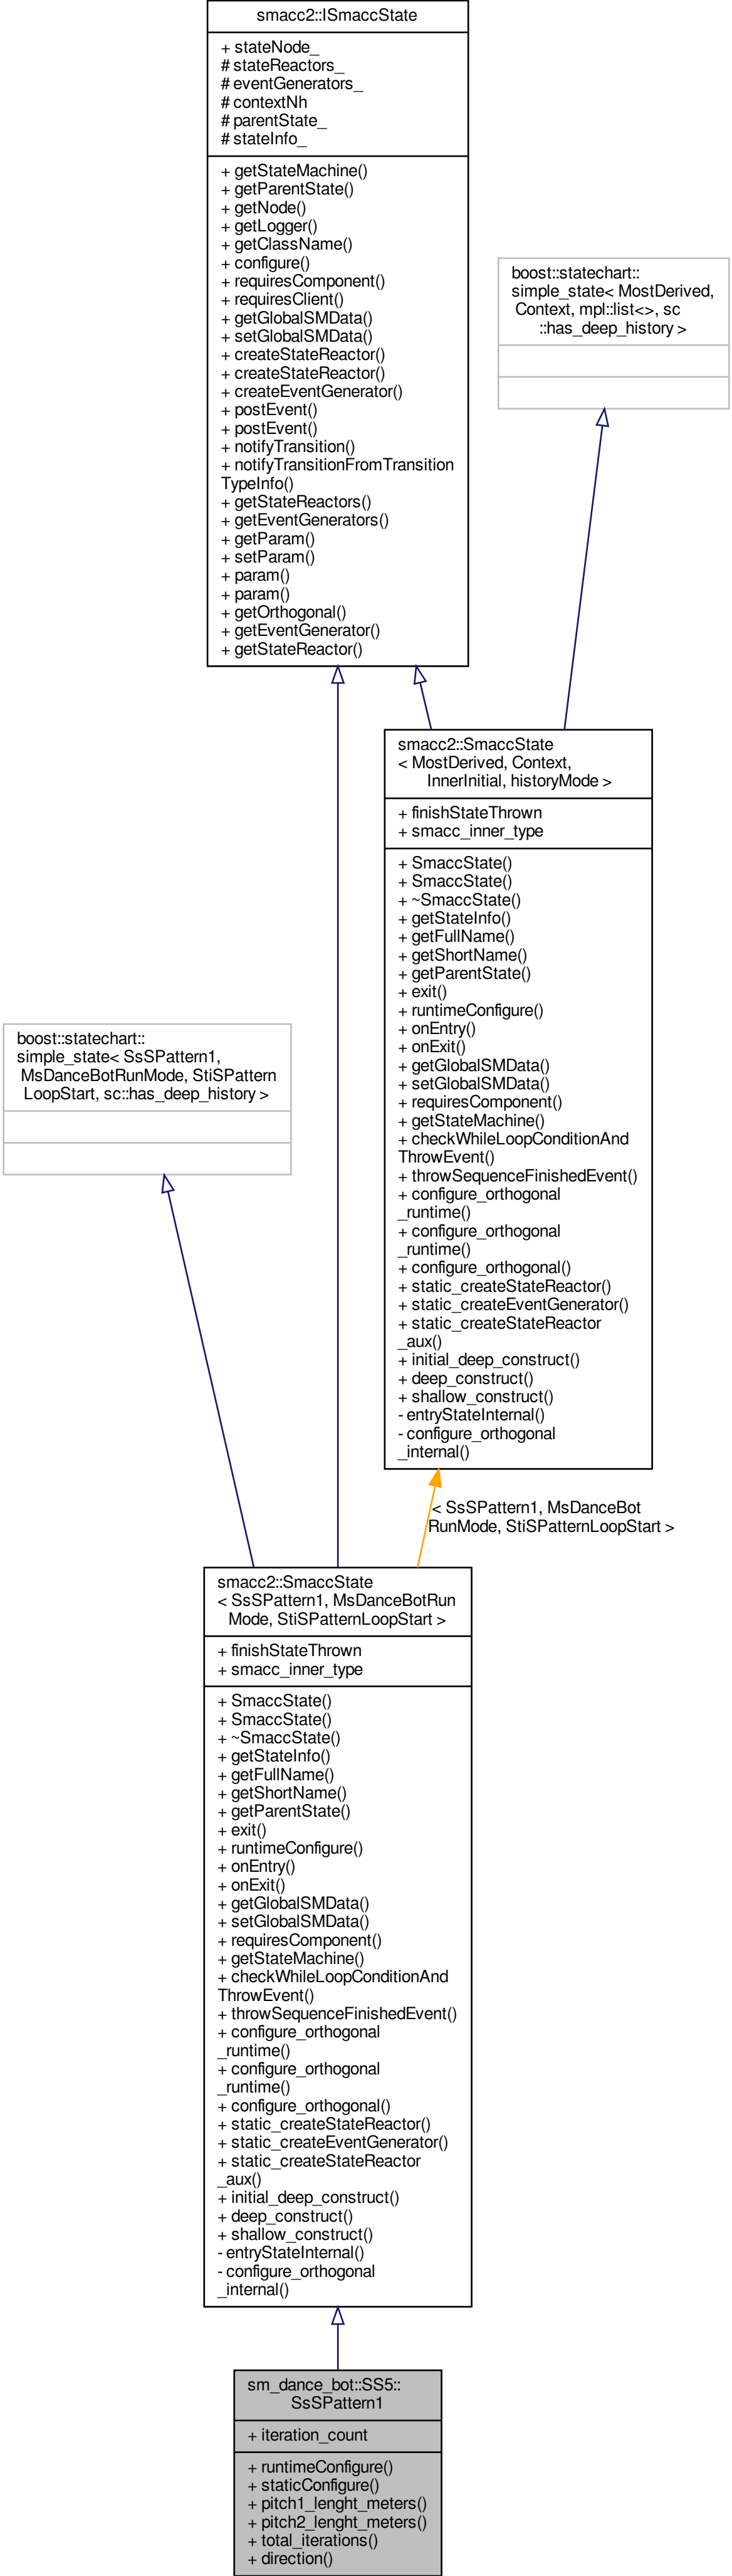 smacc2::ISmaccState
+ stateNode_
# stateReactors_
# eventGenerators_
# contextNh
# parentState_
# stateInfo_
+ getStateMachine()
+ getParentState()
+ getNode()
+ getLogger()
+ getClassName()
+ configure()
+ requiresComponent()
+ requiresClient()
+ getGlobalSMData()
+ setGlobalSMData()
+ createStateReactor()
+ createStateReactor()
+ createEventGenerator()
+ postEvent()
+ postEvent()
+ notifyTransition()
+ notifyTransitionFromTransition
TypeInfo()
+ getStateReactors()
+ getEventGenerators()
+ getParam()
+ setParam()
+ param()
+ param()
+ getOrthogonal()
+ getEventGenerator()
+ getStateReactor()
boost::statechart::
simple_state< MostDerived,
Context, mpl::list<>, sc
::has_deep_history >
smacc2::SmaccState
< MostDerived, Context,
InnerInitial, historyMode >
+ finishStateThrown
+ smacc_inner_type
+ SmaccState()
+ SmaccState()
+ ~SmaccState()
+ getStateInfo()
+ getFullName()
+ getShortName()
+ getParentState()
+ exit()
+ runtimeConfigure()
+ onEntry()
+ onExit()
+ getGlobalSMData()
+ setGlobalSMData()
+ requiresComponent()
+ getStateMachine()
+ checkWhileLoopConditionAnd
ThrowEvent()
+ throwSequenceFinishedEvent()
+ configure_orthogonal
_runtime()
+ configure_orthogonal
_runtime()
+ configure_orthogonal()
+ static_createStateReactor()
+ static_createEventGenerator()
+ static_createStateReactor
_aux()
+ initial_deep_construct()
+ deep_construct()
+ shallow_construct()
- entryStateInternal()
- configure_orthogonal
_internal()
boost::statechart::
simple_state< SsSPattern1,
MsDanceBotRunMode, StiSPattern
LoopStart, sc::has_deep_history >
< SsSPattern1, MsDanceBot
RunMode, StiSPatternLoopStart >
smacc2::SmaccState
< SsSPattern1, MsDanceBotRun
Mode, StiSPatternLoopStart >
+ finishStateThrown
+ smacc_inner_type
+ SmaccState()
+ SmaccState()
+ ~SmaccState()
+ getStateInfo()
+ getFullName()
+ getShortName()
+ getParentState()
+ exit()
+ runtimeConfigure()
+ onEntry()
+ onExit()
+ getGlobalSMData()
+ setGlobalSMData()
+ requiresComponent()
+ getStateMachine()
+ checkWhileLoopConditionAnd
ThrowEvent()
+ throwSequenceFinishedEvent()
+ configure_orthogonal
_runtime()
+ configure_orthogonal
_runtime()
+ configure_orthogonal()
+ static_createStateReactor()
+ static_createEventGenerator()
+ static_createStateReactor
_aux()
+ initial_deep_construct()
+ deep_construct()
+ shallow_construct()
- entryStateInternal()
- configure_orthogonal
_internal()
sm_dance_bot::SS5::
SsSPattern1
+ iteration_count
+ runtimeConfigure()
+ staticConfigure()
+ pitch1_lenght_meters()
+ pitch2_lenght_meters()
+ total_iterations()
+ direction()